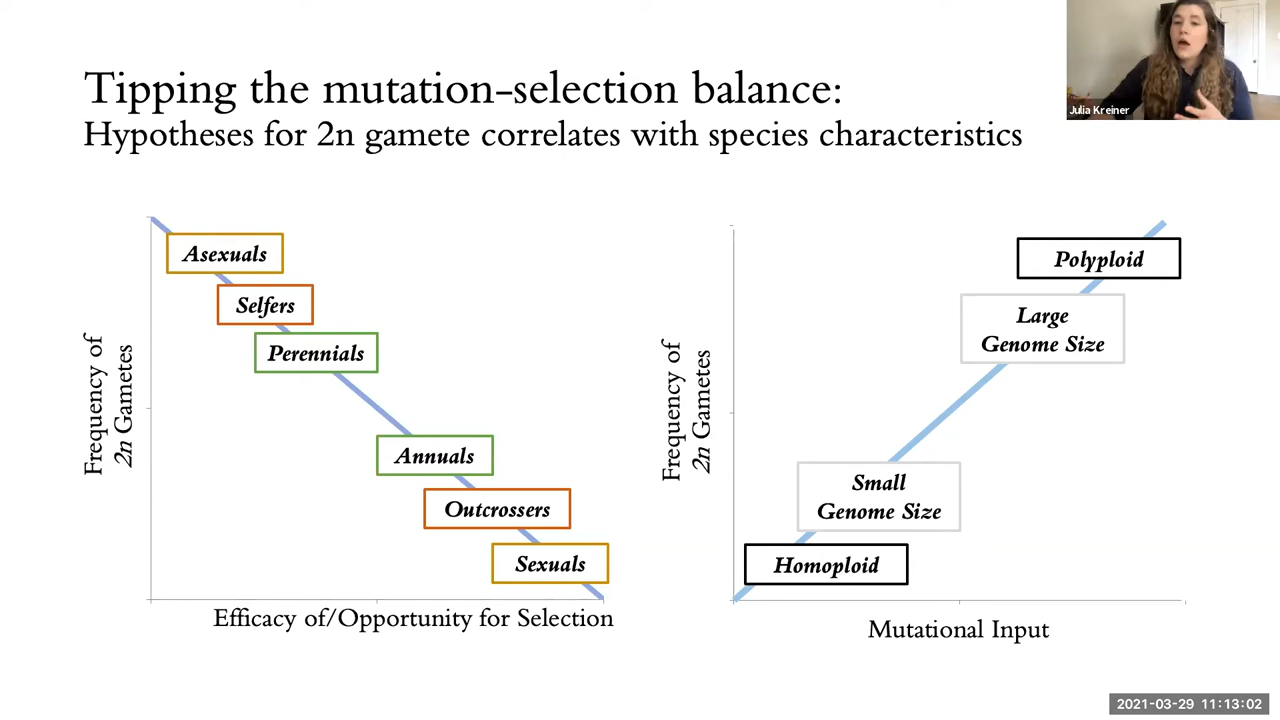 Tipping the mutation-selection balance:
Hypotheses for 2n gamete correlates with species characteristics
Julia Kreiner
Frequency of
2n Gametes
Asexuals
Selfers
Perennials
Annuals
Outcrossers
Sexuals
Efficacy of/Opportunity for Selection
Frequency of
2n Gametes
Polyploid
Large
Genome Size
Small
Genome Size
Homoploid
Mutational Input
2021-03-29 11:13:02